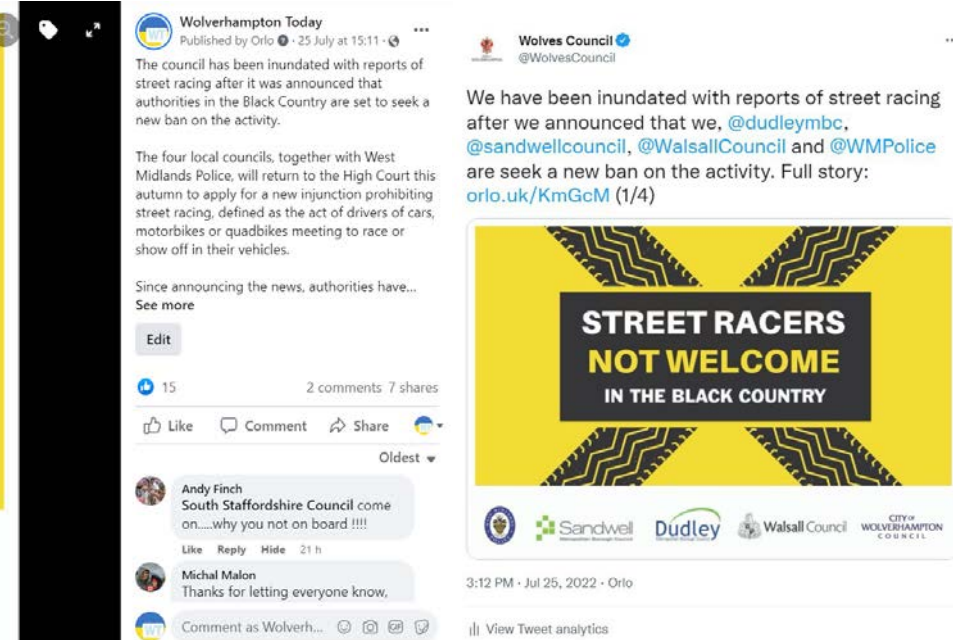 WT
Wolverhampton Today
Published by Orlo · 25 July at 15:11 ·
The council has been inundated with reports of
street racing after it was announced that
authorities in the Black Country are set to seek a
new ban on the activity.
The four local councils, together with West
Midlands Police, will return to the High Court this
autumn to apply for a new injunction prohibiting
street racing, defined as the act of drivers of cars,
motorbikes or quadbikes meeting to race or
show off in their vehicles.
Since announcing the news, authorities have...
See more
Edit
15
2 comments 7 shares
Like Comment Share
Oldest
Andy Finch
South Staffordshire Council come
on.....why you not on board !!!!
Like Reply Hide 21 h
Michal Malon
Thanks for letting everyone know,
WT
Comment as Wolverh...
GIF
Wolves Council
@WolvesCouncil
We have been inundated with reports of street racing
after we announced that we, @dudleymbc,
@sandwellcouncil, @WalsallCouncil and @WMPolice
are seek a new ban on the activity. Full story:
orlo.uk/KmGcM (1/4)
STREET RACERS
NOT WELCOME
IN THE BLACK COUNTRY
Sandwell
Metropolitan Borough Council
Dudley
Walsall Council
CITY OF
WOLVERHAMPTON
COUNCIL
3:12 PM · Jul 25, 2022 · Orlo
View Tweet analytics